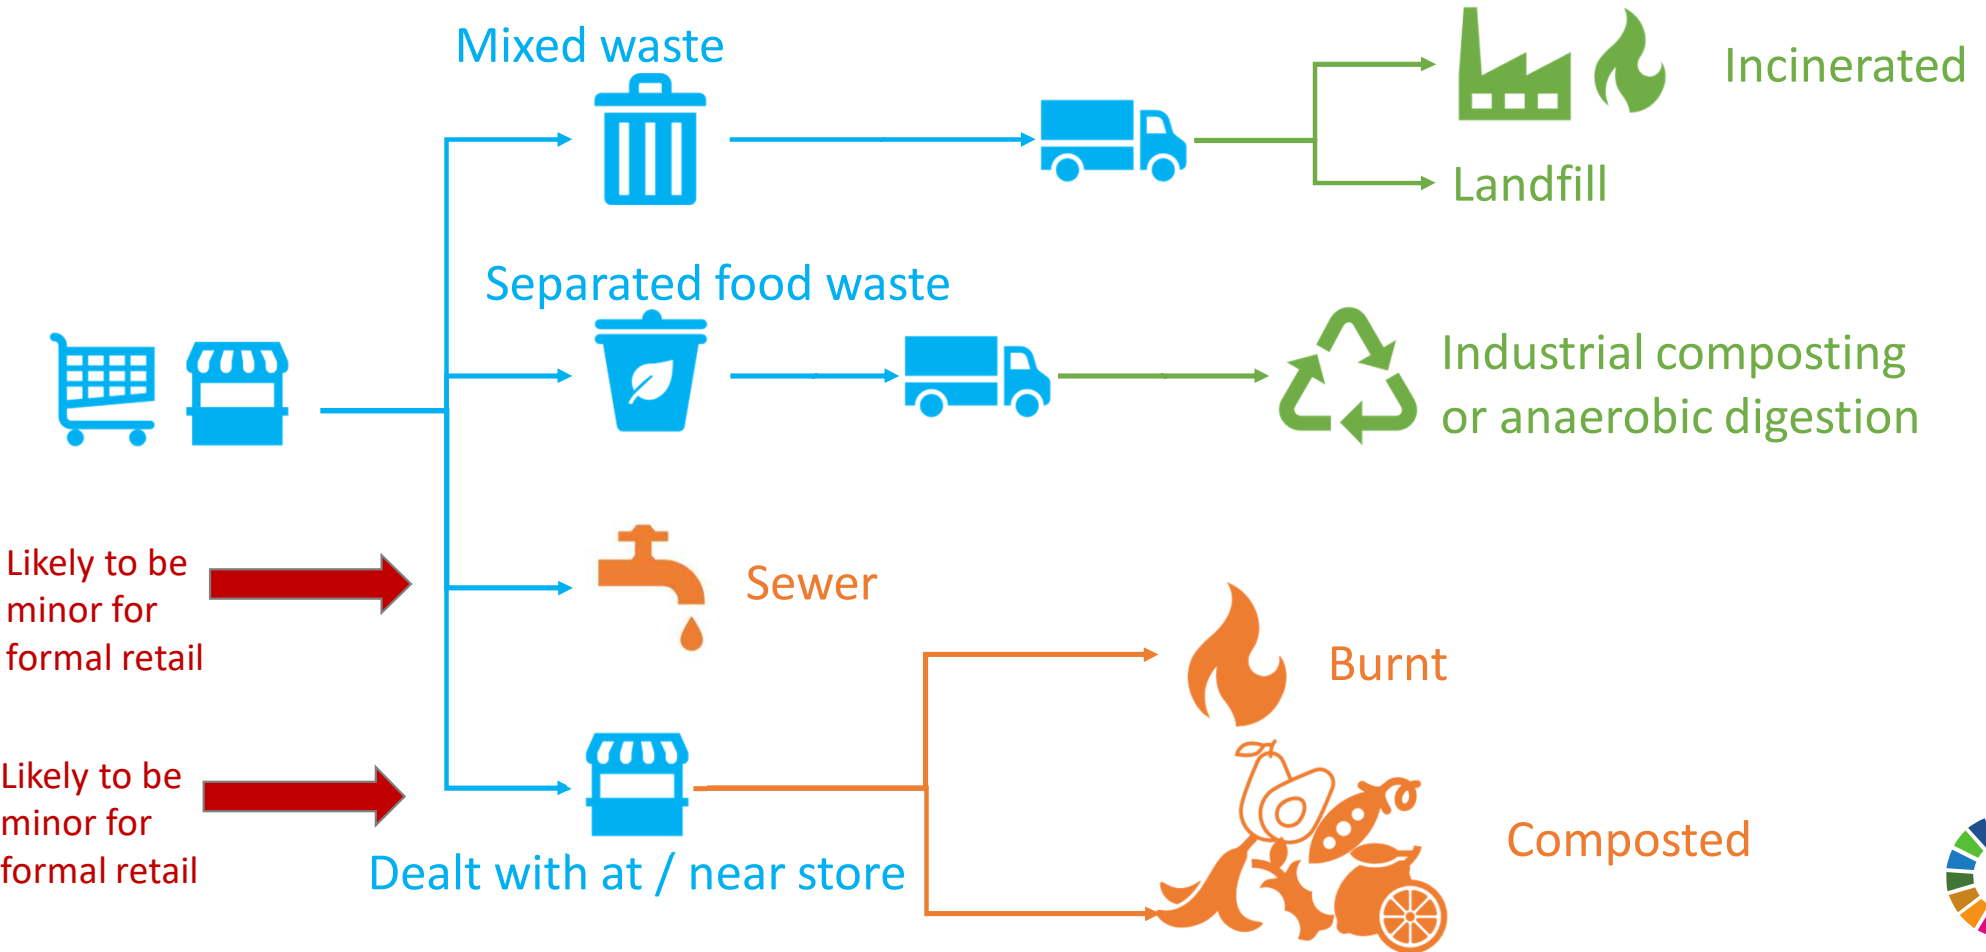 Mixed waste
Incinerated
Landfill
Separated food waste
Industrial composting
or anaerobic digestion
Likely to be
minor for
formal retail
Sewer
Burnt
Likely to be
minor for
formal retail
Dealt with at / near store
Composted